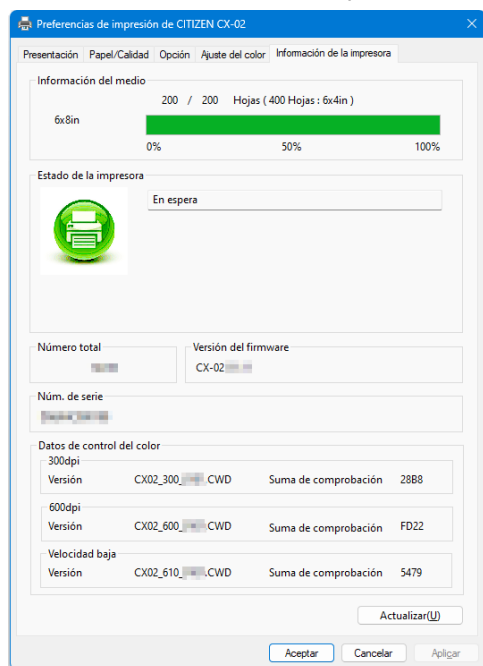 Preferencias de impresión de CITIZEN CX-02
Presentación Papel/Calidad Opción Ajuste del color Información de la impresora
Información del medio
200 / 200 Hojas ( 400 Hojas : 6x4in )
6x8in
0% 50% 100%
Estado de la impresora
En espera
Número total Versión del firmware
CX-02
Núm. de serie
Datos de control del color
300dpi
Versión CX02_300_ .CWD Suma de comprobación 28B8
600dpi
Versión CX02_600_ .CWD Suma de comprobación FD22
Velocidad baja
Versión CX02_610_ .CWD Suma de comprobación 5479
Actualizar(U)
Aceptar Cancelar Aplicar